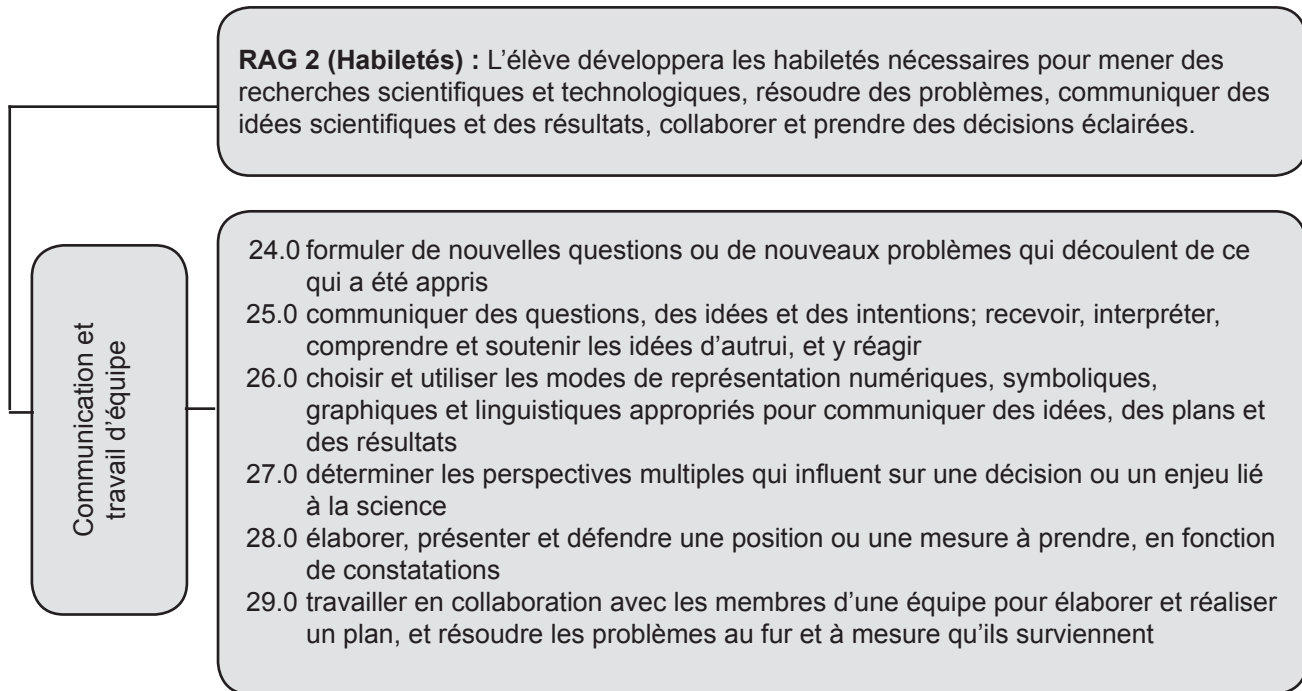 RAG 2 (Habiletés) : L'élève développera les habiletés nécessaires pour mener des
recherches scientifiques et technologiques, résoudre des problèmes, communiquer des
idées scientifiques et des résultats, collaborer et prendre des décisions éclairées.
Communication et
travail d'équipe
24.0 formuler de nouvelles questions ou de nouveaux problèmes qui découlent de ce
qui a été appris
25.0 communiquer des questions, des idées et des intentions; recevoir, interpréter,
comprendre et soutenir les idées d'autrui, et y réagir
26.0 choisir et utiliser les modes de représentation numériques, symboliques,
graphiques et linguistiques appropriés pour communiquer des idées, des plans et
des résultats
27.0 déterminer les perspectives multiples qui influent sur une décision ou un enjeu lié
à la science
28.0 élaborer, présenter et défendre une position ou une mesure à prendre, en fonction
de constatations
29.0 travailler en collaboration avec les membres d'une équipe pour élaborer et réaliser
un plan, et résoudre les problèmes au fur et à mesure qu'ils surviennent